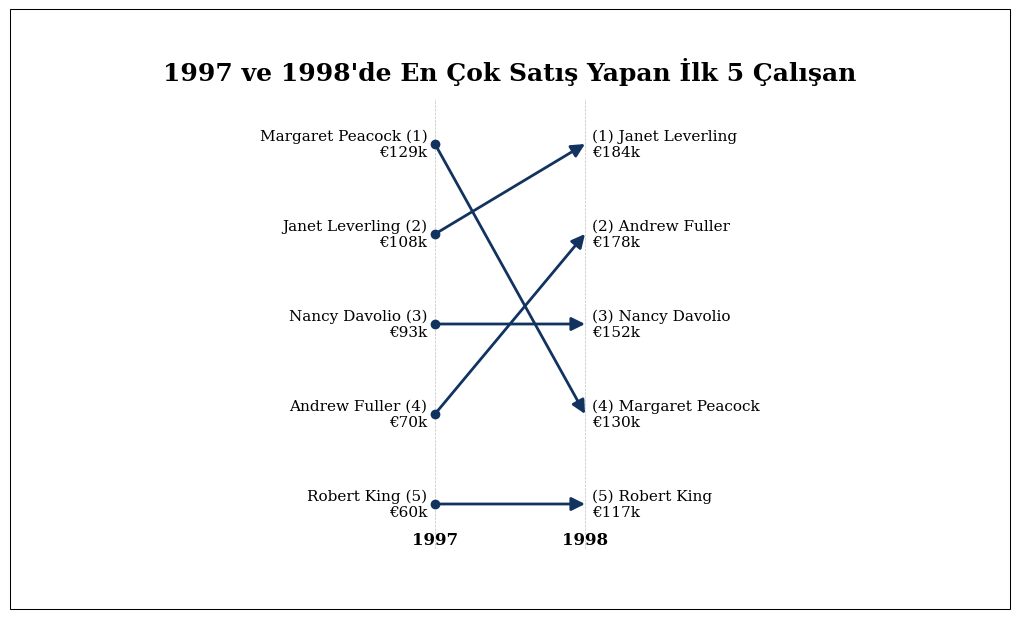 1997 ve 1998'de En Çok Satış Yapan İlk 5 Çalışan
Margaret Peacock (1)
€129k
(1) Janet Leverling
€184k
Janet Leverling (2)
€108k
(2) Andrew Fuller
€178k
Nancy Davolio (3)
€93k
(3) Nancy Davolio
€152k
Andrew Fuller (4)
€70k
(4) Margaret Peacock
€130k
Robert King (5)
€60k
(5) Robert King
€117k
1997
1998